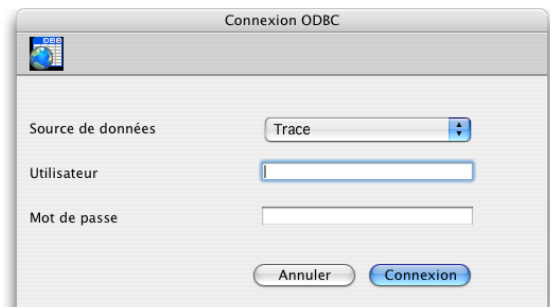 Connexion ODBC
Source de données
Trace
Utilisateur
Mot de passe
Annuler
Connexion